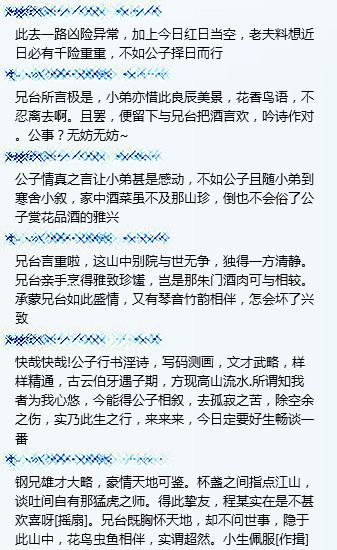 此去一路凶险异常，加上今日红日当空，老夫料想近
日必有千险重重，不如公子择日而行
兄台所言极是，小弟亦惜此良辰美景，花香鸟语，不
忍离去啊。且罢，便留下与兄台把酒言欢，吟诗作对
。公事？无妨无妨~
公子情真之言让小弟甚是感动，不如公子且随小弟到
寒舍小叙，家中酒菜虽不及那山珍，倒也不会俗了公
子赏花品酒的雅兴
兄台言重啦，这山中别院与世无争，独得一方清静。
兄台亲手烹得雅致珍馐，岂是那朱门酒肉可与相较。
承蒙兄台如此盛情，又有琴音竹韵相伴，怎会坏了兴
致
快哉快哉!公子行书淫诗，写码测画，文才武略，样
样精通，古云伯牙遇子期，方现高山流水.所谓知我
者为我心悠，今能得公子相叙，去孤寂之苦，除空余
之伤，实乃此生之行，来来来，今日定要好生畅谈一
番
钢兄雄才大略，豪情天地可鉴。杯盏之间指点江山，
谈吐间自有那猛虎之师。得此挚友，程某实在是不甚
欢喜呀[摇扇]。兄台既胸怀天地，却不问世事，隐于
此山中，花鸟虫鱼相伴，实谓超然。小生佩服[作揖]